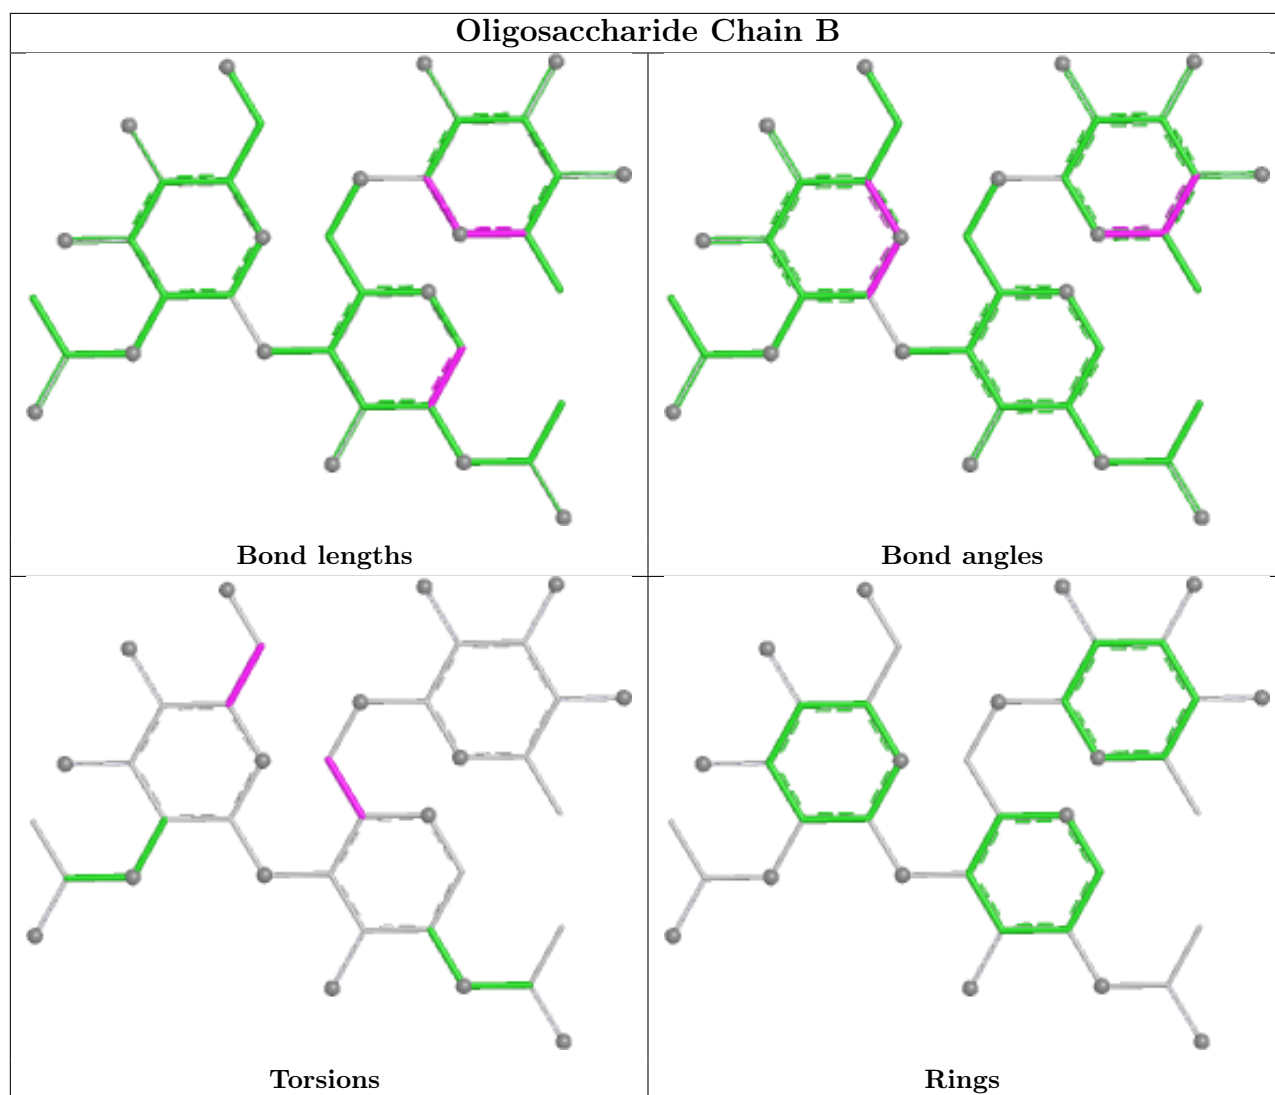 Oligosaccharide Chain B
Bond lengths
Bond angles
Torsions
Rings